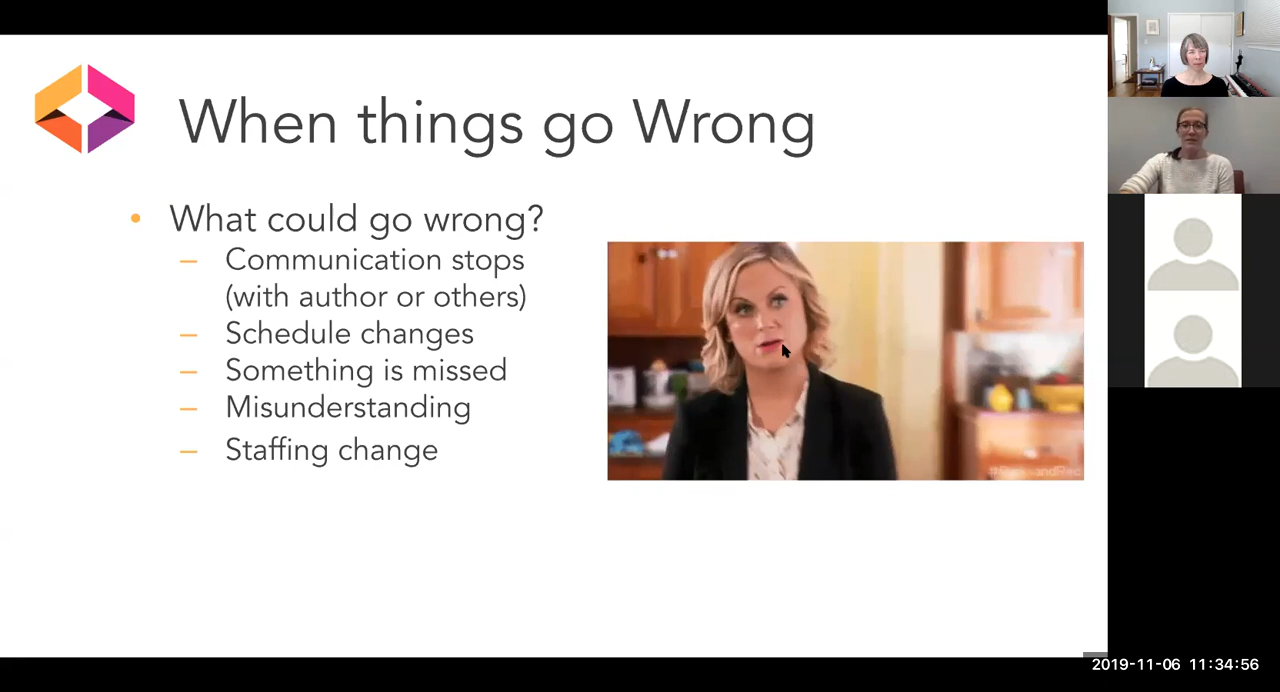 When things go Wrong
• What could go wrong?
– Communication stops
(with author or others)
– Schedule changes
– Something is missed
– Misunderstanding
– Staffing change
#ParksandRec
2019-11-06 11:34:56